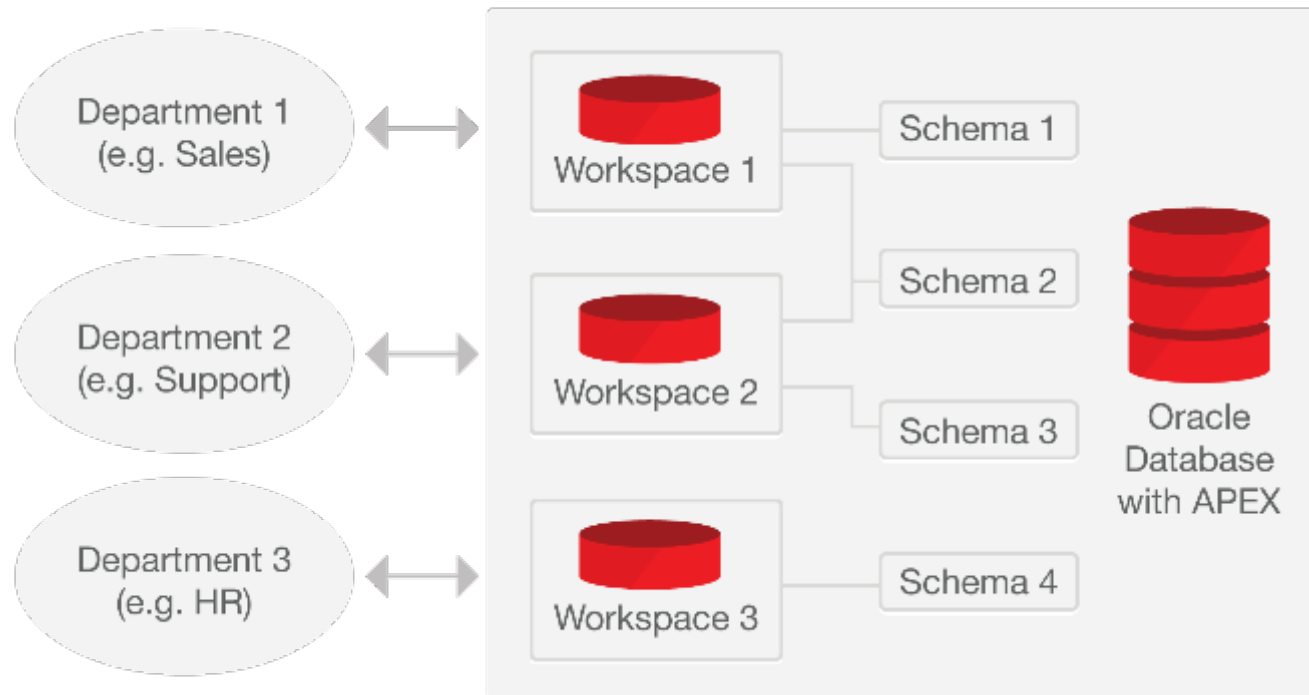 Department 1
(e.g. Sales)
Workspace 1
Schema 1
Department 2
(e.g. Support)
Workspace 2
Schema 2
Schema 3
Department 3
(e.g. HR)
Workspace 3
Schema 4
Oracle
Database
with APEX